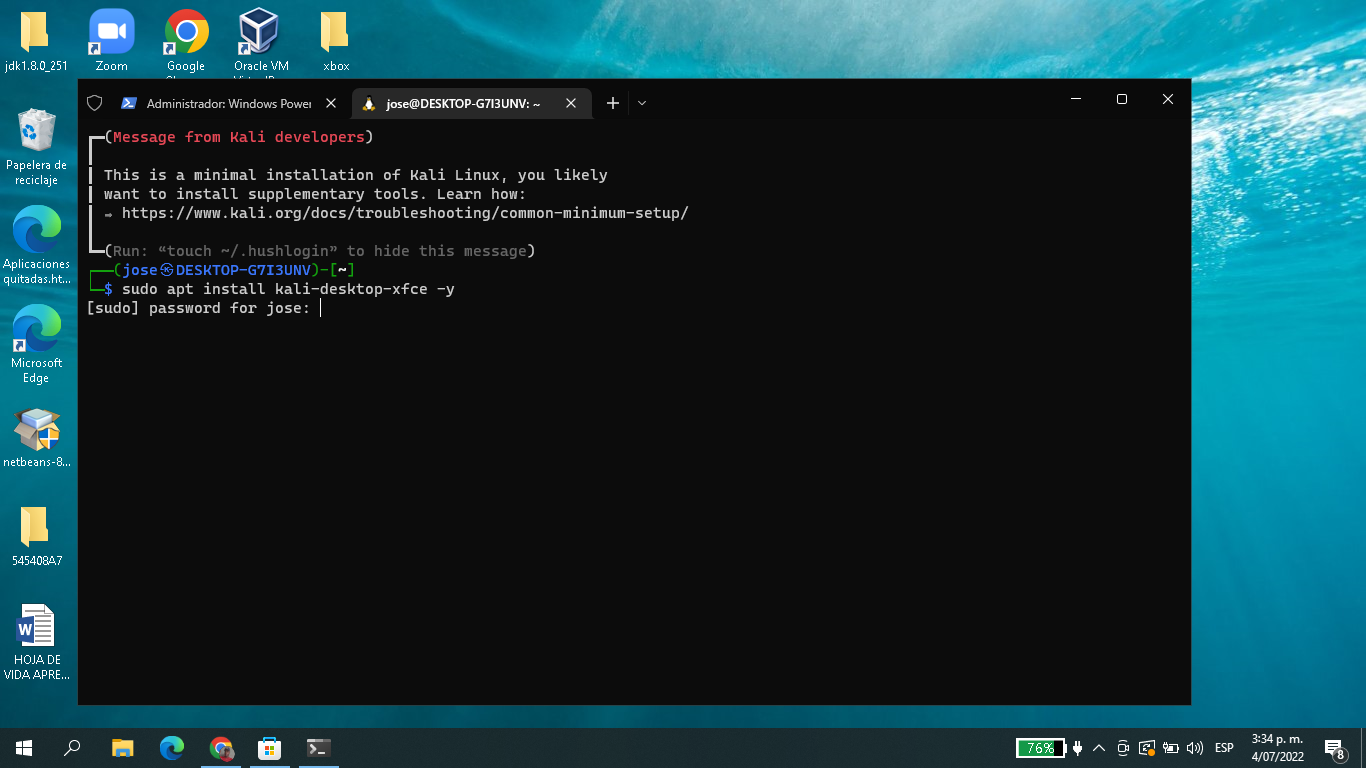 jdk1.8.0_251
Zoom
Google
Oracle VM
xbox
Papelera de
reciclaje
Aplicaciones
quitadas.ht...
Microsoft
Edge
netbeans-8...
545408A7
HOJA DE
VIDA APRE...
Administrador: Windows Power
jose@DESKTOP-G7I3UNV: ~
(Message from Kali developers)
This is a minimal installation of Kali Linux, you likely
want to install supplementary tools. Learn how:
⇒ https://www.kali.org/docs/troubleshooting/common-minimum-setup/
(Run: “touch ~/.hushlogin” to hide this message)
(jose㉿DESKTOP-G7I3UNV)-[~]
$ sudo apt install kali-desktop-xfce -y
[sudo] password for jose:
76%
ESP
3:34 p. m.
4/07/2022
8